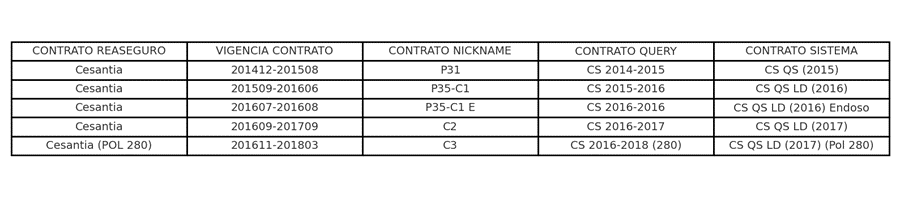 CONTRATO REASEGURO VIGENCIA CONTRATO CONTRATO NICKNAME CONTRATO QUERY CONTRATO SISTEMA
Cesantia 201412-201508 P31 CS 2014-2015 CS QS (2015)
Cesantia 201509-201606 P35-C1 CS 2015-2016 CS QS LD (2016)
Cesantia 201607-201608 P35-C1 E CS 2016-2016 CS QS LD (2016) Endoso
Cesantia 201609-201709 C2 CS 2016-2017 CS QS LD (2017)
Cesantia (POL 280) 201611-201803 C3 CS 2016-2018 (280) CS QS LD (2017) (Pol 280)